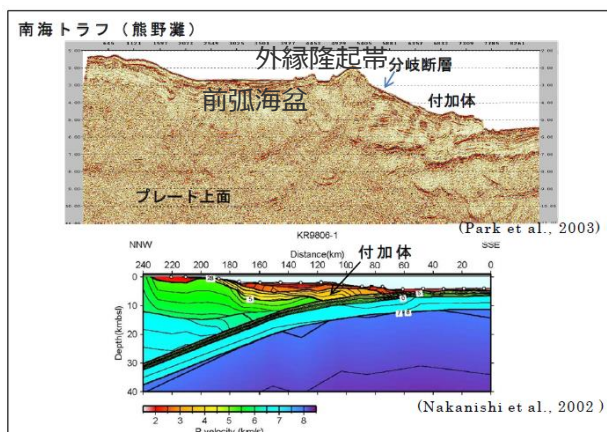 南海トラフ（熊野灘）
外縁隆起帯
分岐断層
前弧海盆
付加体
プレート上面
(Park et al., 2003)
KR9806-1
NNW
Distance(km)
付加体
SSE
240 220 200 180 160 140 120 100 80 60 40 20 0
Depth(kmbsl)
0
10
20
30
40
(Nakanishi et al., 2002 )
2 3 4 5 6 7 8
P velocity (km/s)